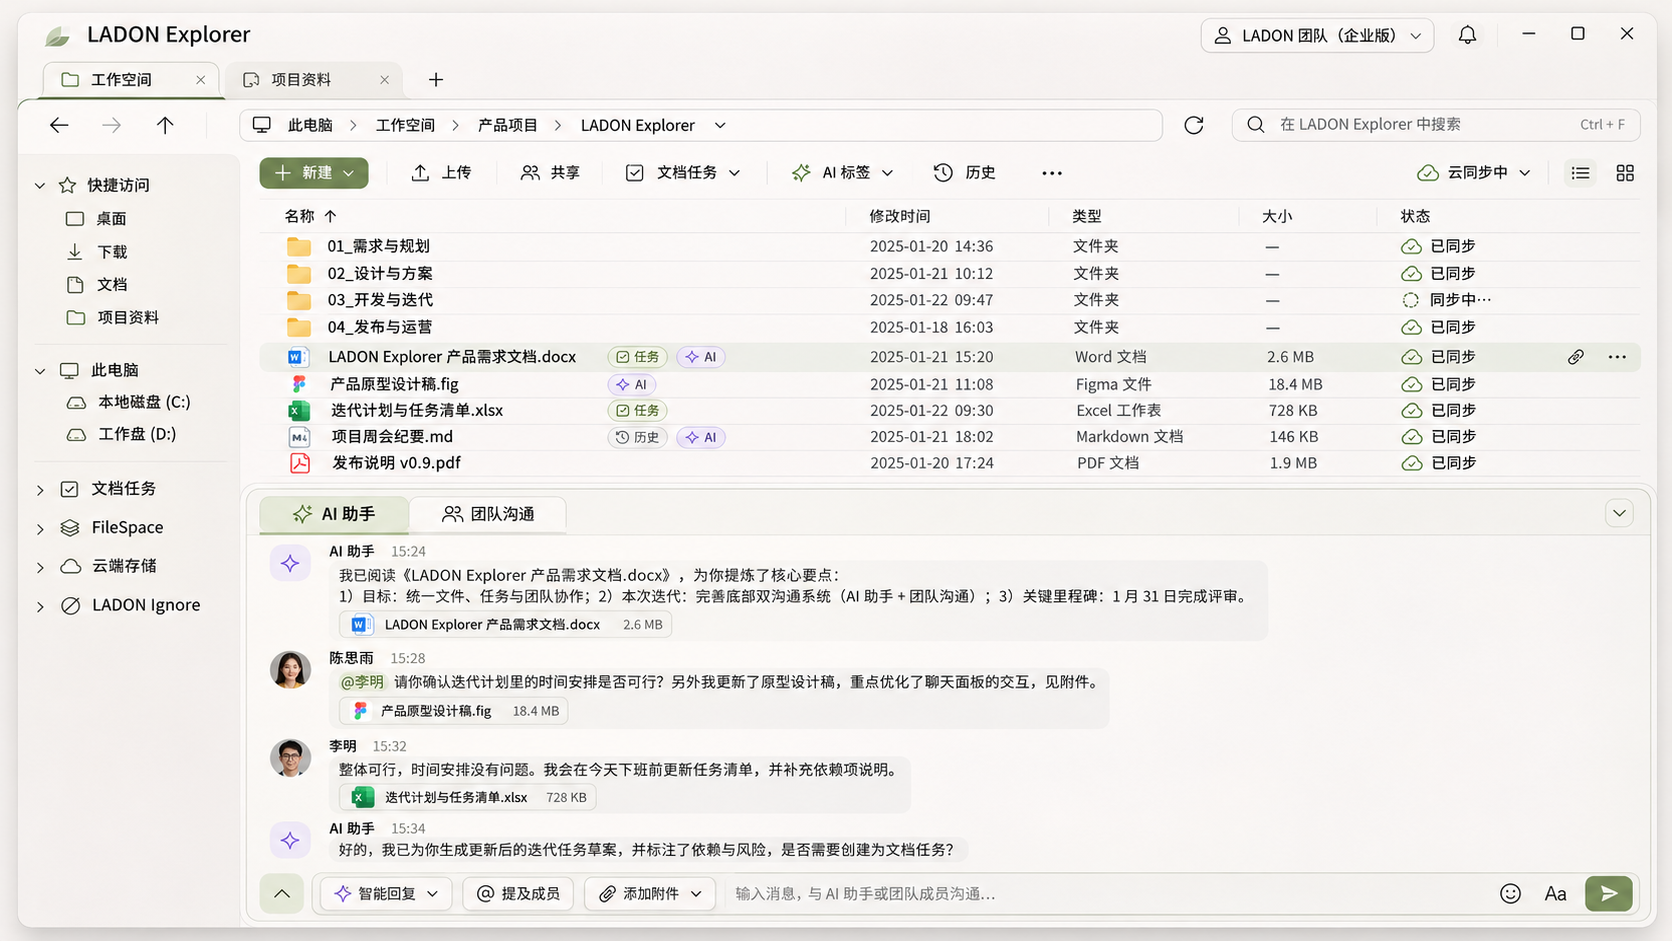 LADON Explorer
LADON 团队（企业版）
工作空间
项目资料
此电脑 工作空间 产品项目 LADON Explorer
在 LADON Explorer 中搜索 Ctrl + F
新建 上传 共享 文档任务 AI 标签 历史 云同步中
快捷访问
桌面
下载
文档
项目资料
此电脑
本地磁盘 (C:)
工作盘 (D:)
文档任务
FileSpace
云端存储
LADON Ignore
名称 修改时间 类型 大小 状态
01_需求与规划 2025-01-20 14:36 文件夹 — 已同步
02_设计与方案 2025-01-21 10:12 文件夹 — 已同步
03_开发与迭代 2025-01-22 09:47 文件夹 — 同步中···
04_发布与运营 2025-01-18 16:03 文件夹 — 已同步
LADON Explorer 产品需求文档.docx 任务 AI 2025-01-21 15:20 Word 文档 2.6 MB 已同步
产品原型设计稿.fig AI 2025-01-21 11:08 Figma 文件 18.4 MB 已同步
迭代计划与任务清单.xlsx 任务 2025-01-22 09:30 Excel 工作表 728 KB 已同步
项目周会纪要.md 历史 AI 2025-01-21 18:02 Markdown 文档 146 KB 已同步
发布说明 v0.9.pdf 2025-01-20 17:24 PDF 文档 1.9 MB 已同步
AI 助手 团队沟通
AI 助手 15:24
我已阅读《LADON Explorer 产品需求文档.docx》，为你提炼了核心要点：
1）目标：统一文件、任务与团队协作；2）本次迭代：完善底部双沟通系统（AI 助手 + 团队沟通）；3）关键里程碑：1 月 31 日完成评审。
LADON Explorer 产品需求文档.docx 2.6 MB
陈思雨 15:28
@李明 请你确认迭代计划里的时间安排是否可行？另外我更新了原型设计稿，重点优化了聊天面板的交互，见附件。
产品原型设计稿.fig 18.4 MB
李明 15:32
整体可行，时间安排没有问题。我会在今天下班前更新任务清单，并补充依赖项说明。
迭代计划与任务清单.xlsx 728 KB
AI 助手 15:34
好的，我已为你生成更新后的迭代任务草案，并标注了依赖与风险，是否需要创建为文档任务？
智能回复 @ 提及成员 添加附件 输入消息，与 AI 助手或团队成员沟通... Aa